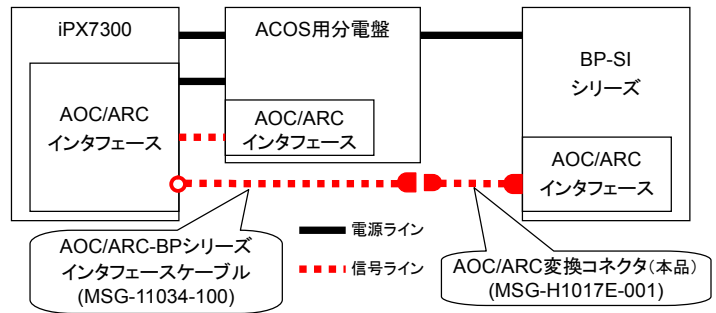 iPX7300
AOC/ARC
インタフェース
ACOS用分電盤
AOC/ARC
インタフェース
BP-SI
シリーズ
AOC/ARC
インタフェース
電源ライン
信号ライン
AOC/ARC-BPシリーズ
インタフェースケーブル
(MSG-11034-100)
AOC/ARC変換コネクタ(本品)
(MSG-H1017E-001)